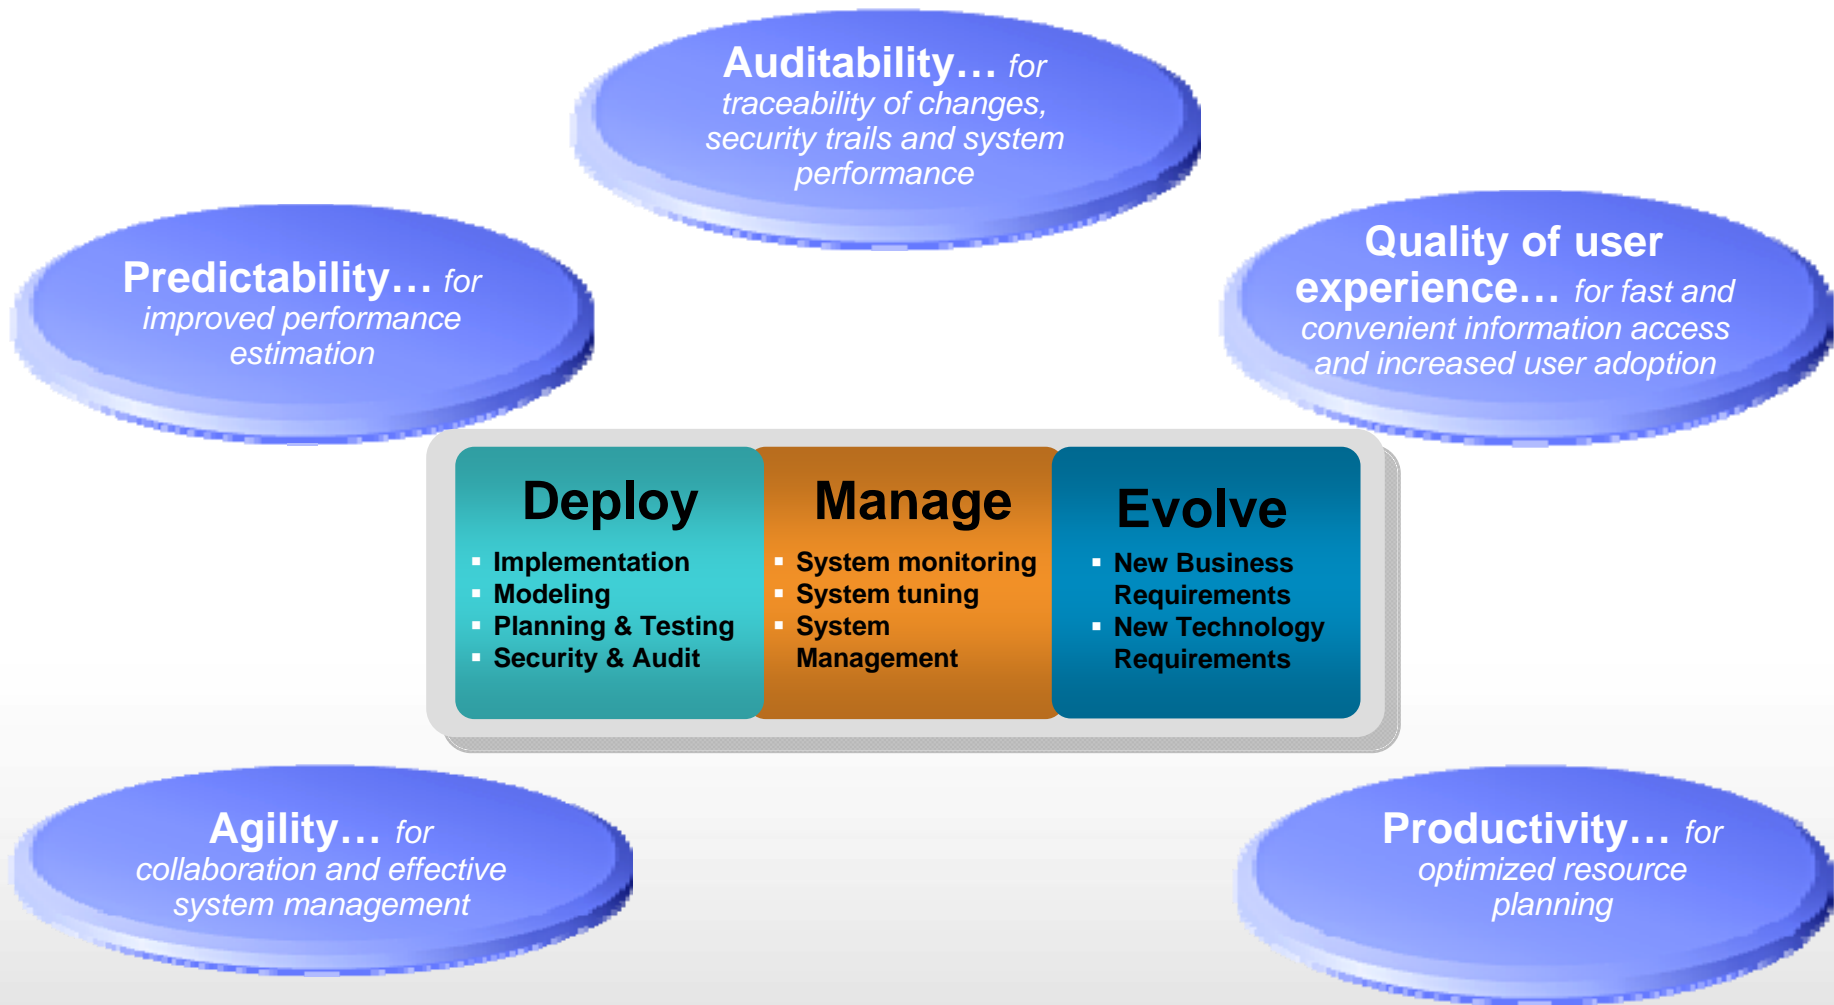 Auditability… for
traceability of changes,
security trails and system
performance
Predictability… for
improved performance
estimation
Quality of user
experience… for fast and
convenient information access
and increased user adoption
Deploy
▪ Implementation
▪ Modeling
▪ Planning & Testing
▪ Security & Audit
Manage
▪ System monitoring
▪ System tuning
▪ System
Management
Evolve
▪ New Business
Requirements
▪ New Technology
Requirements
Agility… for
collaboration and effective
system management
Productivity… for
optimized resource
planning